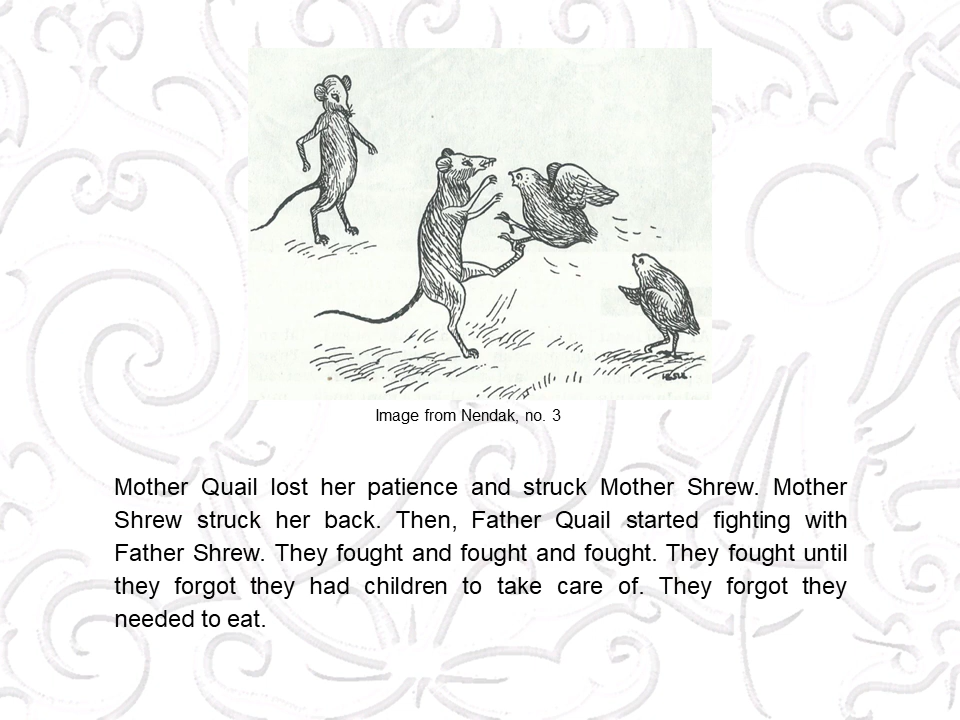 Image from Nendak, no. 3
Mother Quail lost her patience and struck Mother Shrew. Mother
Shrew struck her back. Then, Father Quail started fighting with
Father Shrew. They fought and fought and fought. They fought until
they forgot they had children to take care of. They forgot they
needed to eat.